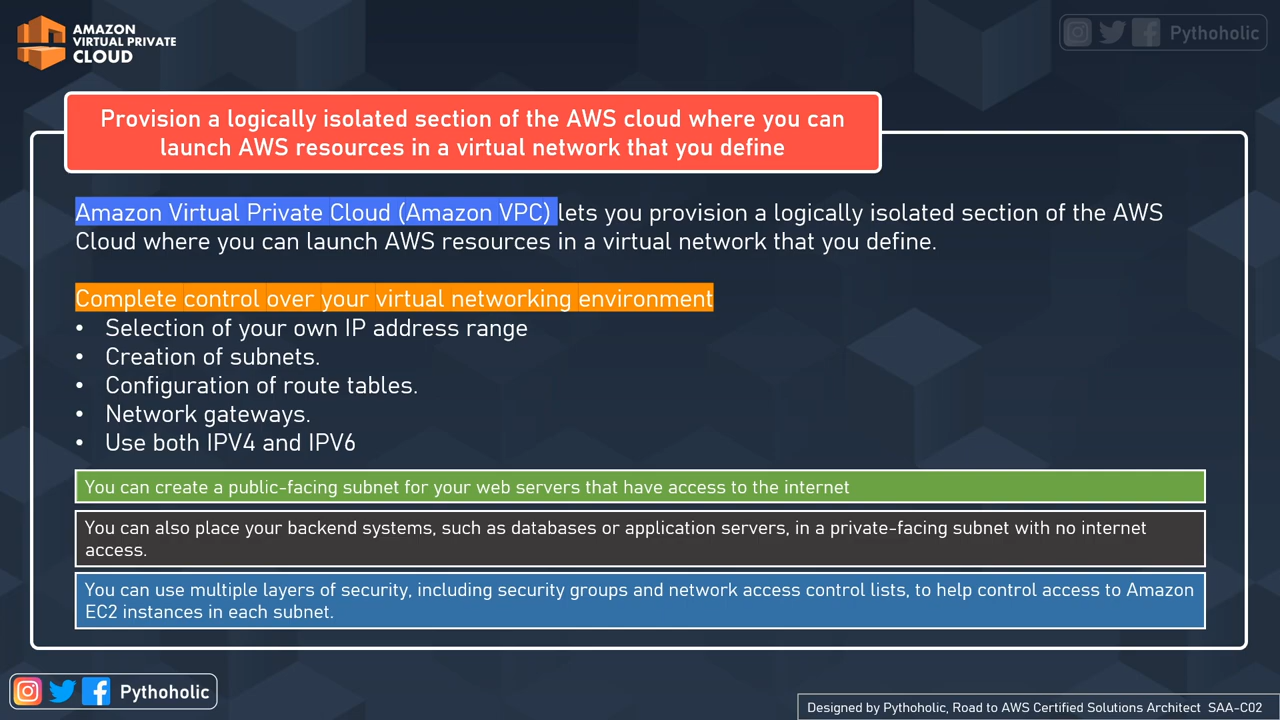 AMAZON
VIRTUAL PRIVATE
CLOUD
Pythoholic
Provision a logically isolated section of the AWS cloud where you can
launch AWS resources in a virtual network that you define
Amazon Virtual Private Cloud (Amazon VPC) lets you provision a logically isolated section of the AWS
Cloud where you can launch AWS resources in a virtual network that you define.
Complete control over your virtual networking environment
• Selection of your own IP address range
• Creation of subnets.
• Configuration of route tables.
• Network gateways.
• Use both IPV4 and IPV6
You can create a public-facing subnet for your web servers that have access to the internet
You can also place your backend systems, such as databases or application servers, in a private-facing subnet with no internet
access.
You can use multiple layers of security, including security groups and network access control lists, to help control access to Amazon
EC2 instances in each subnet.
Pythoholic
Designed by Pythoholic, Road to AWS Certified Solutions Architect SAA-C02